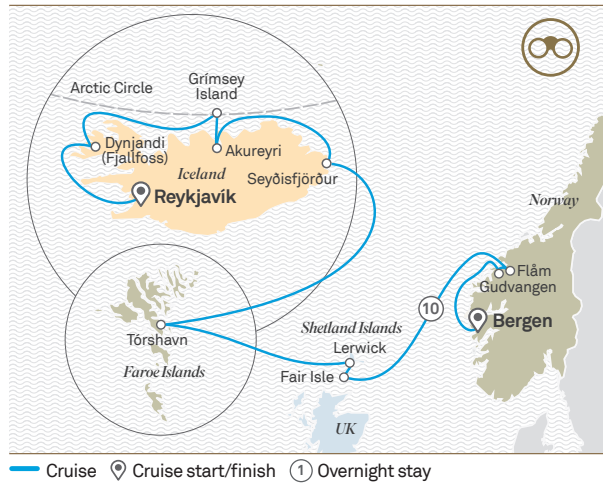 Arctic Circle
Grímsey
Island
Dynjandi
(Fjallfoss)
Akureyri
Iceland
Seyðisfjörður
Reykjavík
Norway
Flåm
Gudvangen
10
Bergen
Shetland Islands
Tórshavn
Lerwick
Faroe Islands
Fair Isle
UK
Cruise
Cruise start/finish
1 Overnight stay